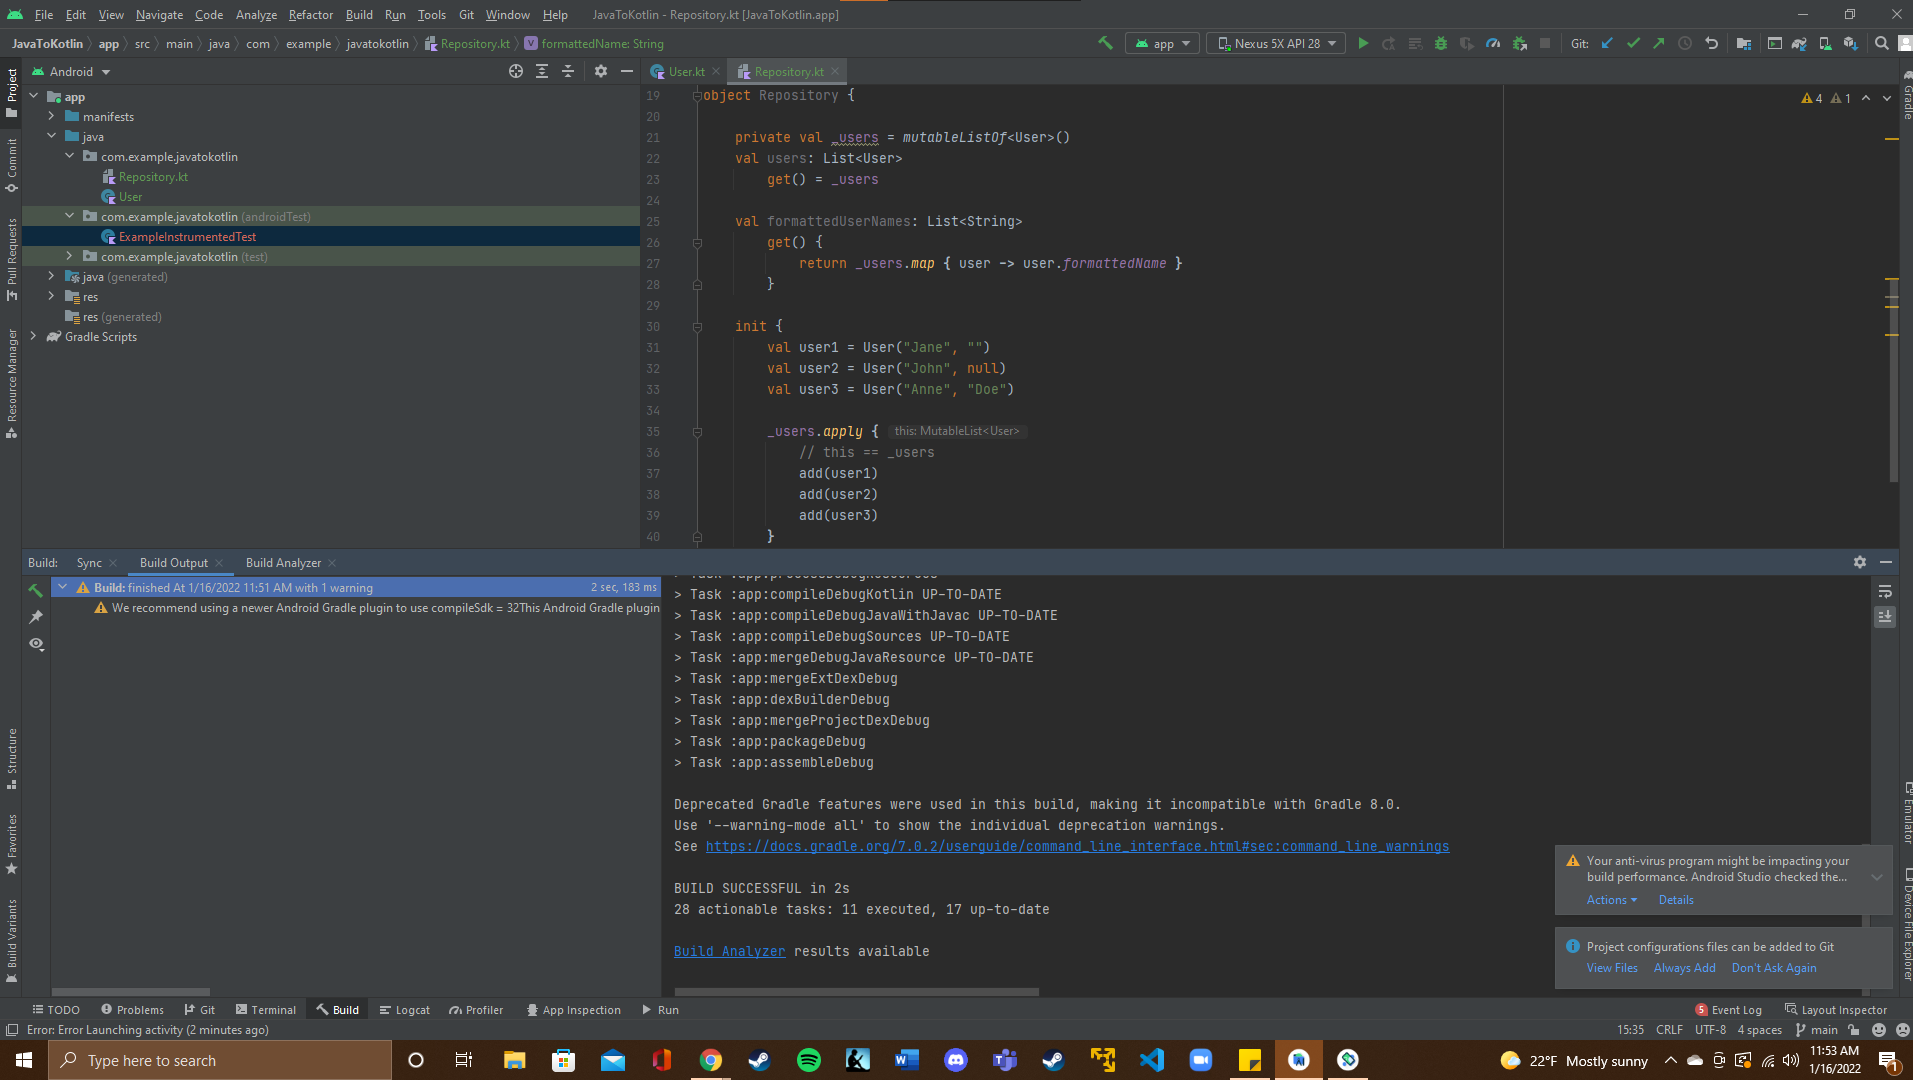 File Edit View Navigate Code Analyze Refactor Build Run Tools Git Window Help JavaToKotlin - Repository.kt [JavaToKotlin.app]
JavaToKotlin app src main java com example javatokotlin Repository.kt V formattedName: String app Nexus 5X API 28 Git:
Android
User.kt Repository.kt
Project
Commit
Pull Requests
Resource Manager
Structure
Favorites
Build Variants
app
manifests
java
com.example.javatokotlin
Repository.kt
User
com.example.javatokotlin (androidTest)
ExampleInstrumentedTest
com.example.javatokotlin (test)
java (generated)
res
res (generated)
Gradle Scripts
4 1
19 object Repository {
20
21 private val _users = mutableListOf<User>()
22 val users: List<User>
23 get() = _users
24
25 val formattedUserNames: List<String>
26 get() {
27 return _users.map { user -> user.formattedName }
28 }
29
30 init {
31 val user1 = User("Jane", "")
32 val user2 = User("John", null)
33 val user3 = User("Anne", "Doe")
34
35 _users.apply { this: MutableList<User>
36 // this == _users
37 add(user1)
38 add(user2)
39 add(user3)
40 }
Gradle
Emulator
Device File Explorer
Build: Sync Build Output Build Analyzer
Build: finished At 1/16/2022 11:51 AM with 1 warning 2 sec, 183 ms
We recommend using a newer Android Gradle plugin to use compileSdk = 32This Android Gradle plugin
> Task :app:processDebugResources
> Task :app:compileDebugKotlin UP-TO-DATE
> Task :app:compileDebugJavaWithJavac UP-TO-DATE
> Task :app:compileDebugSources UP-TO-DATE
> Task :app:mergeDebugJavaResource UP-TO-DATE
> Task :app:mergeExtDexDebug
> Task :app:dexBuilderDebug
> Task :app:mergeProjectDexDebug
> Task :app:packageDebug
> Task :app:assembleDebug
Deprecated Gradle features were used in this build, making it incompatible with Gradle 8.0.
Use '--warning-mode all' to show the individual deprecation warnings.
See https://docs.gradle.org/7.0.2/userguide/command_line_interface.html#sec:command_line_warnings
BUILD SUCCESSFUL in 2s
28 actionable tasks: 11 executed, 17 up-to-date
Build Analyzer results available
Your anti-virus program might be impacting your
build performance. Android Studio checked the...
Actions Details
Project configurations files can be added to Git
View Files Always Add Don't Ask Again
TODO Problems Git Terminal Build Logcat Profiler App Inspection Run 5 Event Log Layout Inspector
Error: Error Launching activity (2 minutes ago) 15:35 CRLF UTF-8 4 spaces main
Type here to search 22°F Mostly sunny 11:53 AM
1/16/2022 1